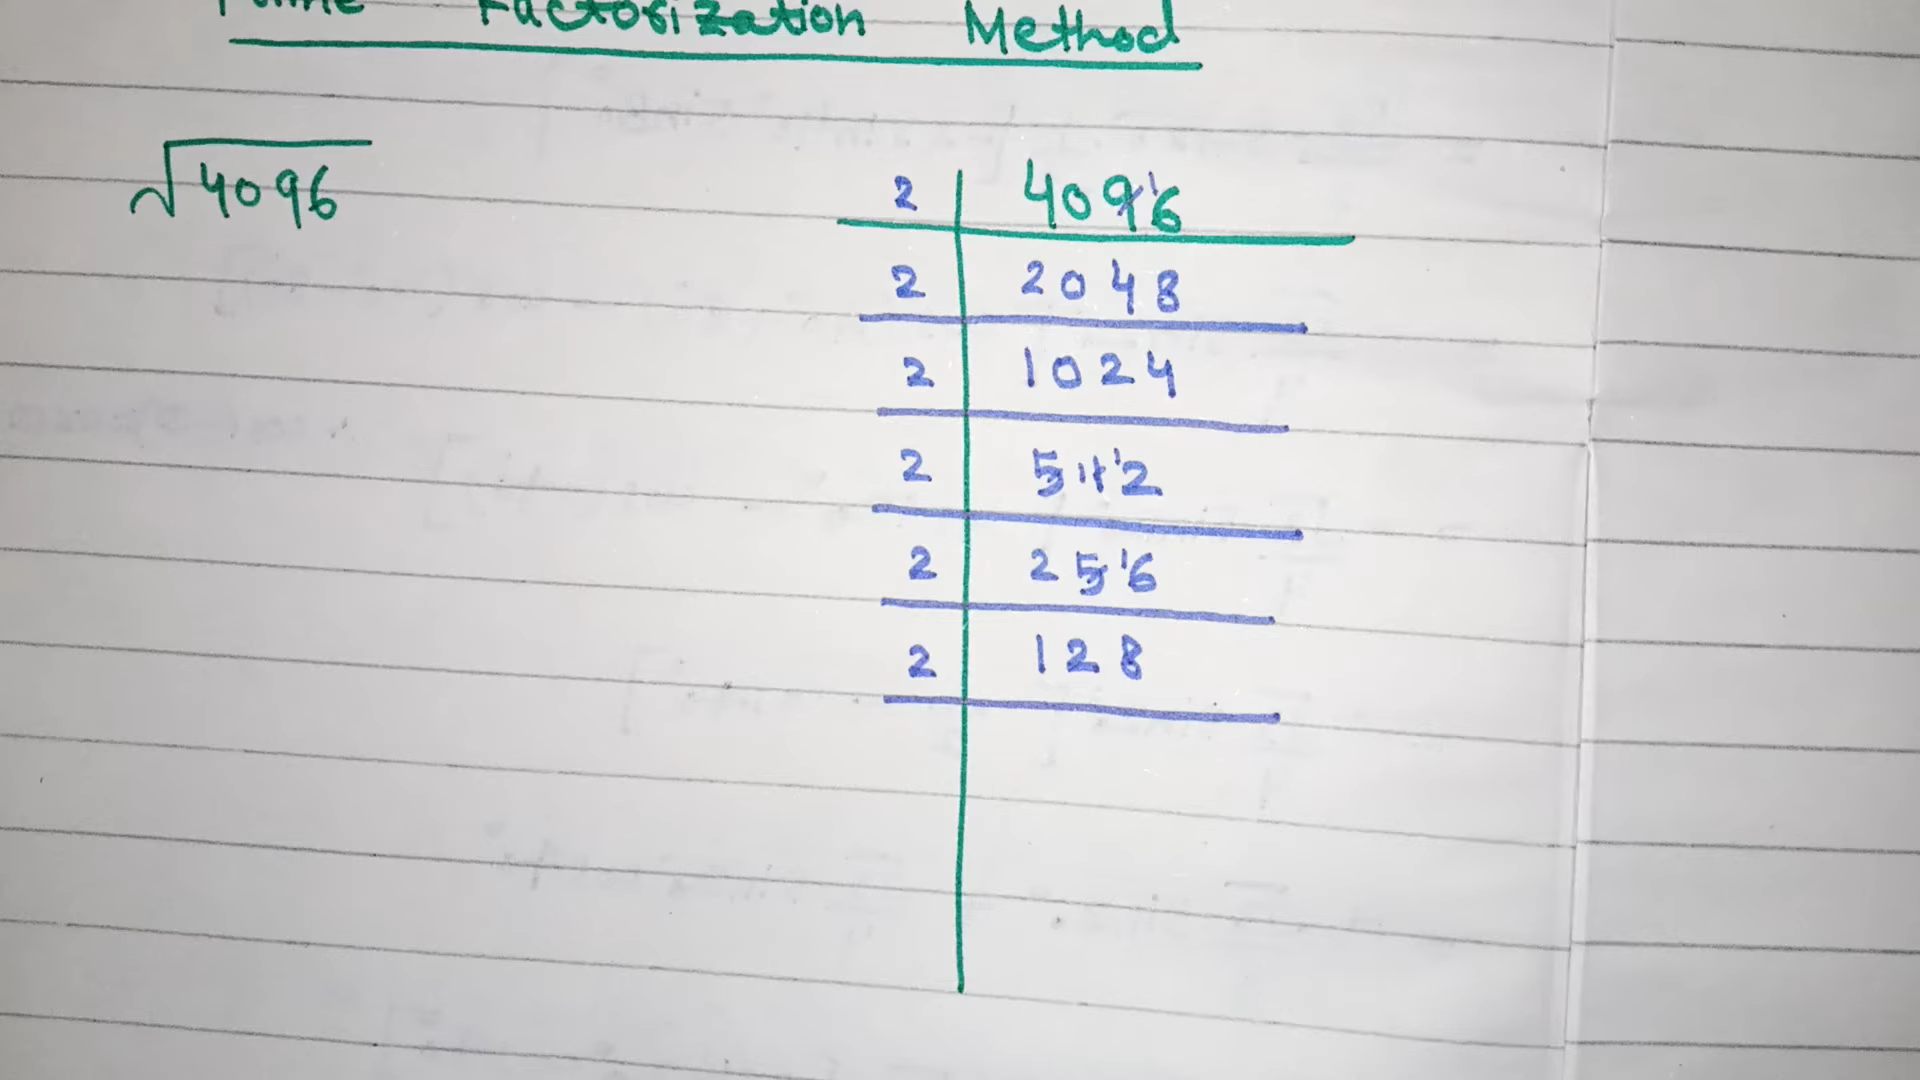 Factorization Method
√4096
2 | 4096
2 | 2048
2 | 1024
2 | 512
2 | 256
2 | 128